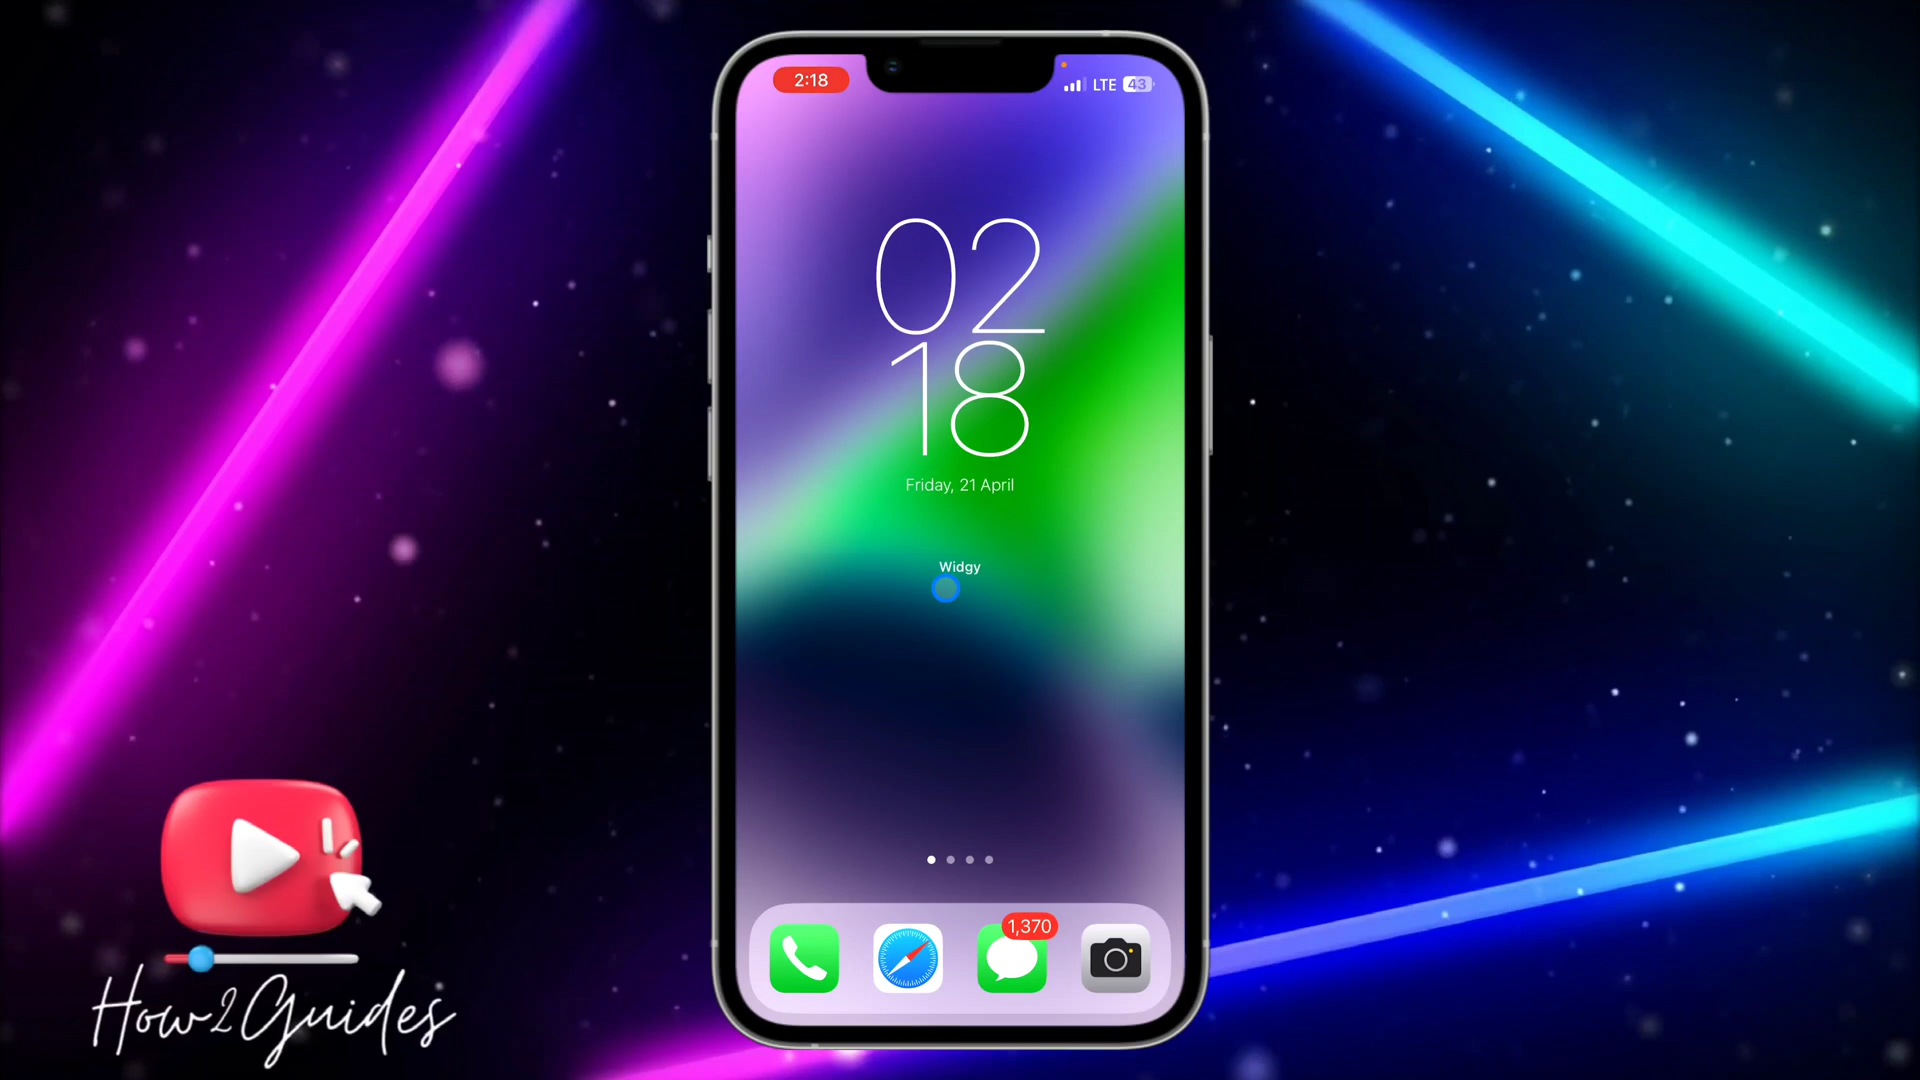 2:18
LTE 43
02
18
Friday, 21 April
Widgy
1,370
How2Guides